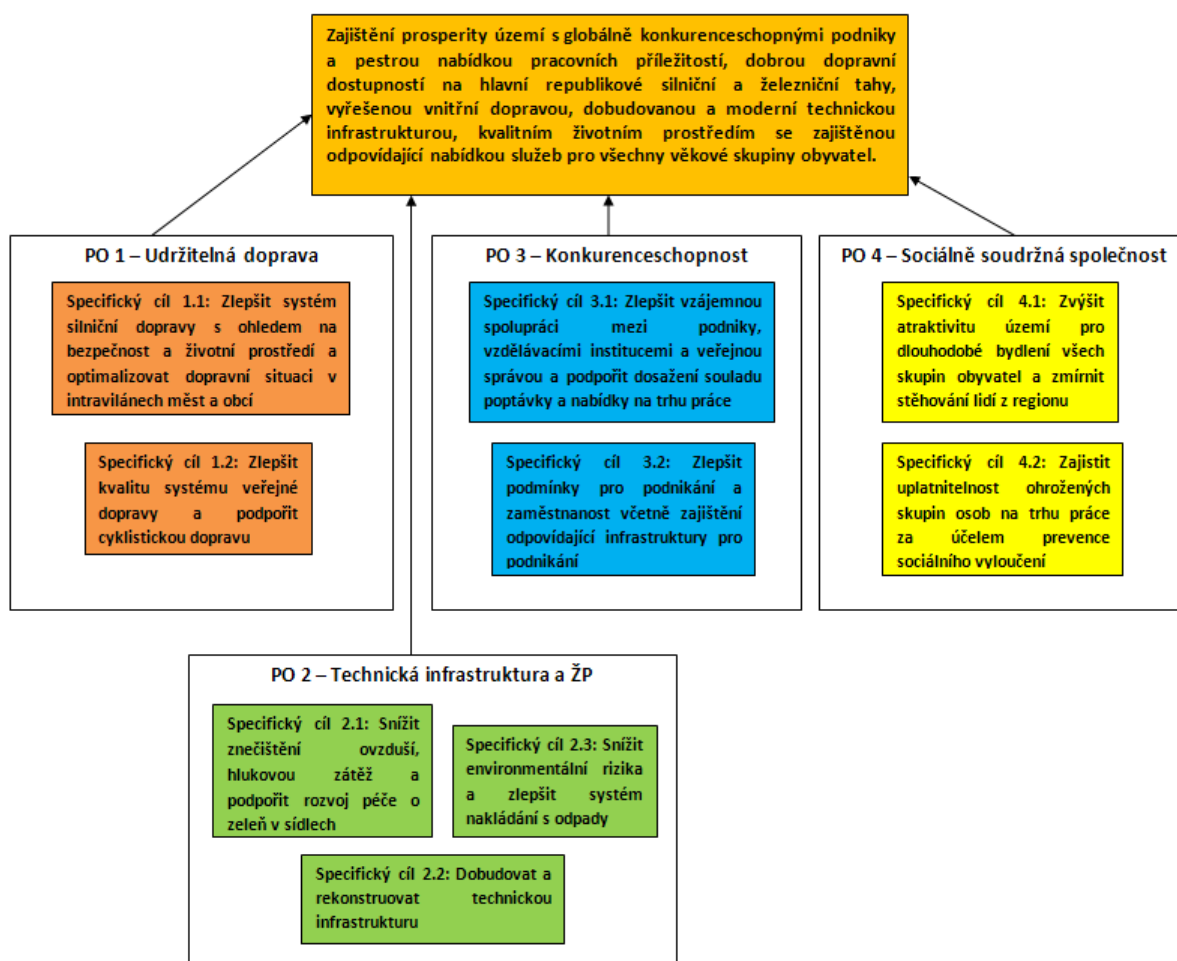 Zajištění prosperity území s globálně konkurenceschopnými podniky
a pestrou nabídkou pracovních příležitostí, dobrou dopravní
dostupností na hlavní republikové silniční a železniční tahy,
vyřešenou vnitřní dopravou, dobudovanou a moderní technickou
infrastrukturou, kvalitním životním prostředím se zajištěnou
odpovídající nabídkou služeb pro všechny věkové skupiny obyvatel.
PO 1 – Udržitelná doprava
Specifický cíl 1.1: Zlepšit systém
silniční dopravy s ohledem na
bezpečnost a životní prostředí a
optimalizovat dopravní situaci v
intravilánech měst a obcí
Specifický cíl 1.2: Zlepšit
kvalitu systému veřejné
dopravy a podpořit
cyklistickou dopravu
PO 3 – Konkurenceschopnost
Specifický cíl 3.1: Zlepšit vzájemnou
spolupráci mezi podniky,
vzdělávacími institucemi a veřejnou
správou a podpořit dosažení souladu
poptávky a nabídky na trhu práce
Specifický cíl 3.2: Zlepšit
podmínky pro podnikání a
zaměstnanost včetně zajištění
odpovídající infrastruktury pro
podnikání
PO 4 – Sociálně soudržná společnost
Specifický cíl 4.1: Zvýšit
atraktivitu území pro
dlouhodobé bydlení všech
skupin obyvatel a zmírnit
stěhování lidí z regionu
Specifický cíl 4.2: Zajistit
uplatnitelnost ohrožených
skupin osob na trhu práce
za účelem prevence
sociálního vyloučení
PO 2 – Technická infrastruktura a ŽP
Specifický cíl 2.1: Snížit
znečištění ovzduší,
hlukovou zátěž a
podpořit rozvoj péče o
zeleň v sídlech
Specifický cíl 2.3: Snížit
environmentální rizika
a zlepšit systém
nakládání s odpady
Specifický cíl 2.2: Dobudovat a
rekonstruovat technickou
infrastrukturu